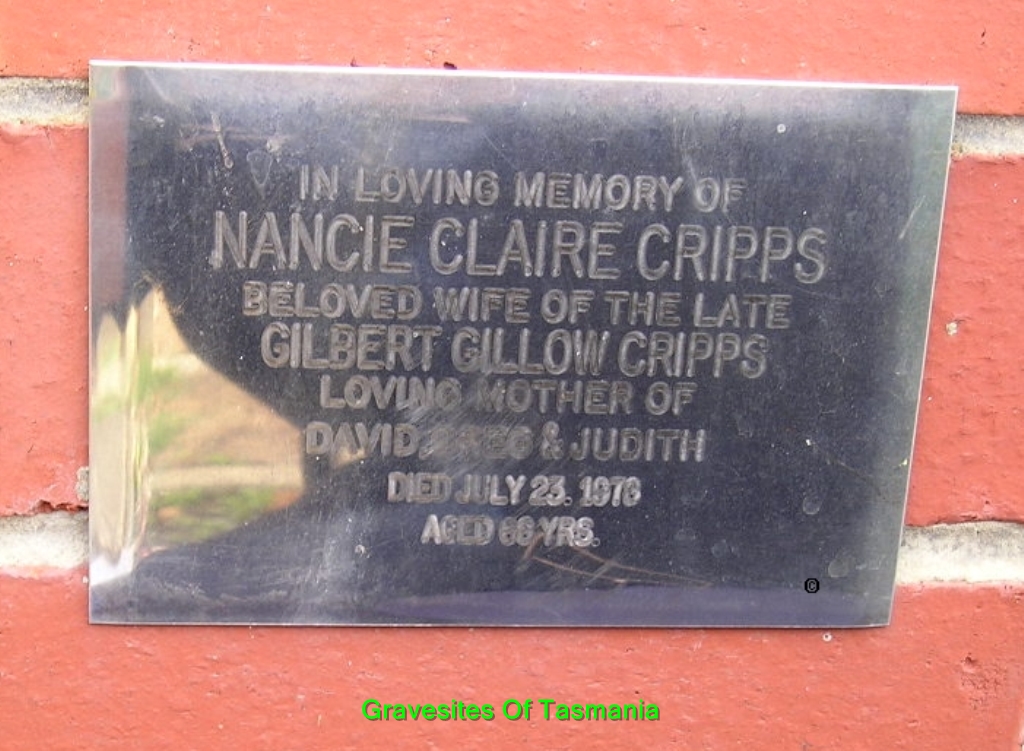 IN LOVING MEMORY OF
NANCIE CLAIRE CRIPPS
BELOVED WIFE OF THE LATE
GILBERT GILLOW CRIPPS
LOVING MOTHER OF
DAVID, GREG & JUDITH
DIED JULY 23. 
AGED YRS.
©
Gravesites Of Tasmania